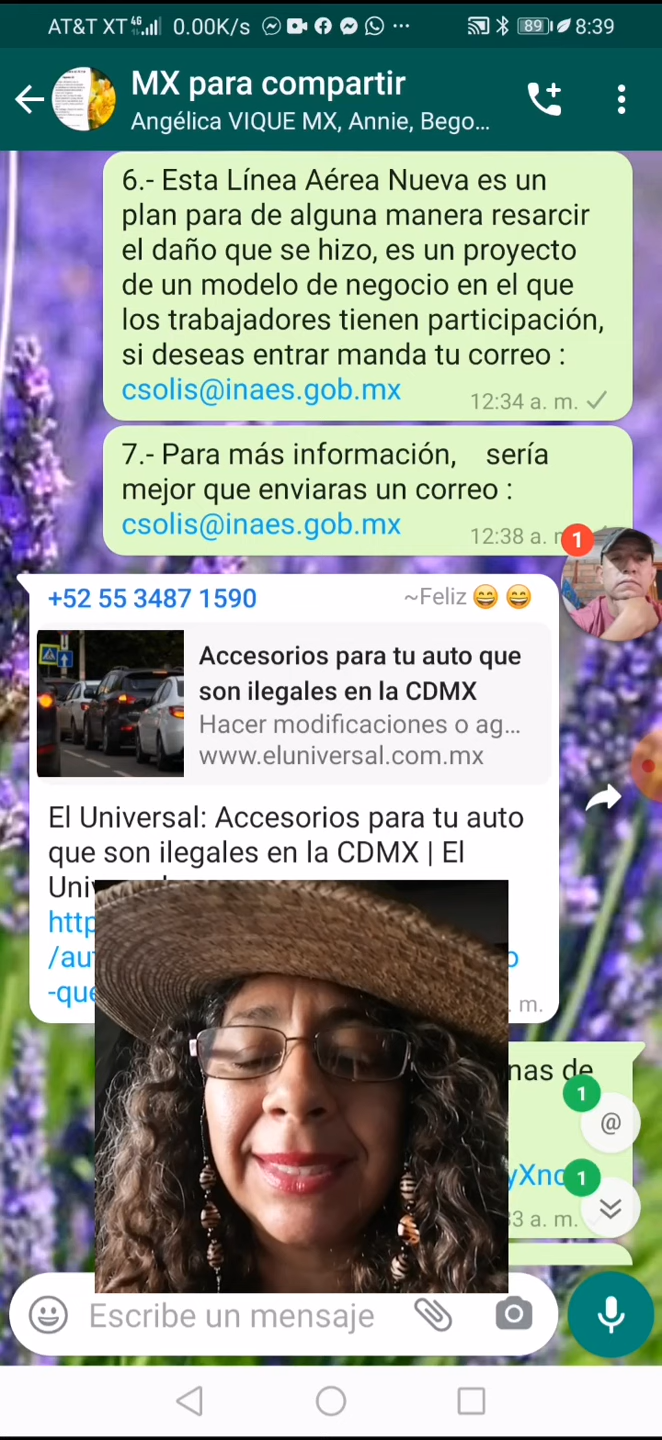 AT&T XT 4G 0.00K/s ... 89 8:39
MX para compartir
Angélica VIQUE MX, Annie, Bego...
6.- Esta Línea Aérea Nueva es un
plan para de alguna manera resarcir
el daño que se hizo, es un proyecto
de un modelo de negocio en el que
los trabajadores tienen participación,
si deseas entrar manda tu correo :
csolis@inaes.gob.mx
12:34 a. m.
7.- Para más información, sería
mejor que enviaras un correo :
csolis@inaes.gob.mx
12:38 a.
1
+52 55 3487 1590 ~Feliz 😄 😄
Accesorios para tu auto que
son ilegales en la CDMX
Hacer modificaciones o ag...
www.eluniversal.com.mx
El Universal: Accesorios para tu auto
que son ilegales en la CDMX | El
http
/au
-que
m.
de
1
@
1
a. m.
Escribe un mensaje